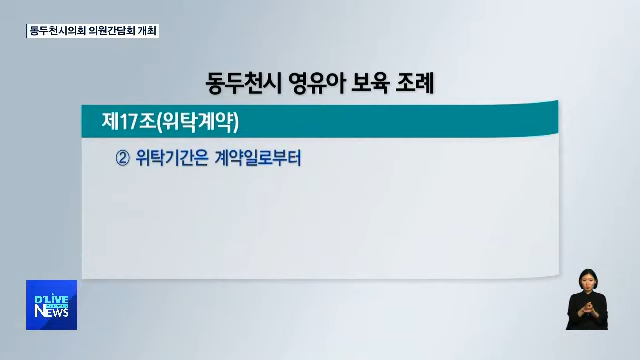 동두천시의회 의원간담회 개최
동두천시 영유아 보육 조례
제17조(위탁계약)
② 위탁기간은 계약일로부터
D'LIVE
NEWS